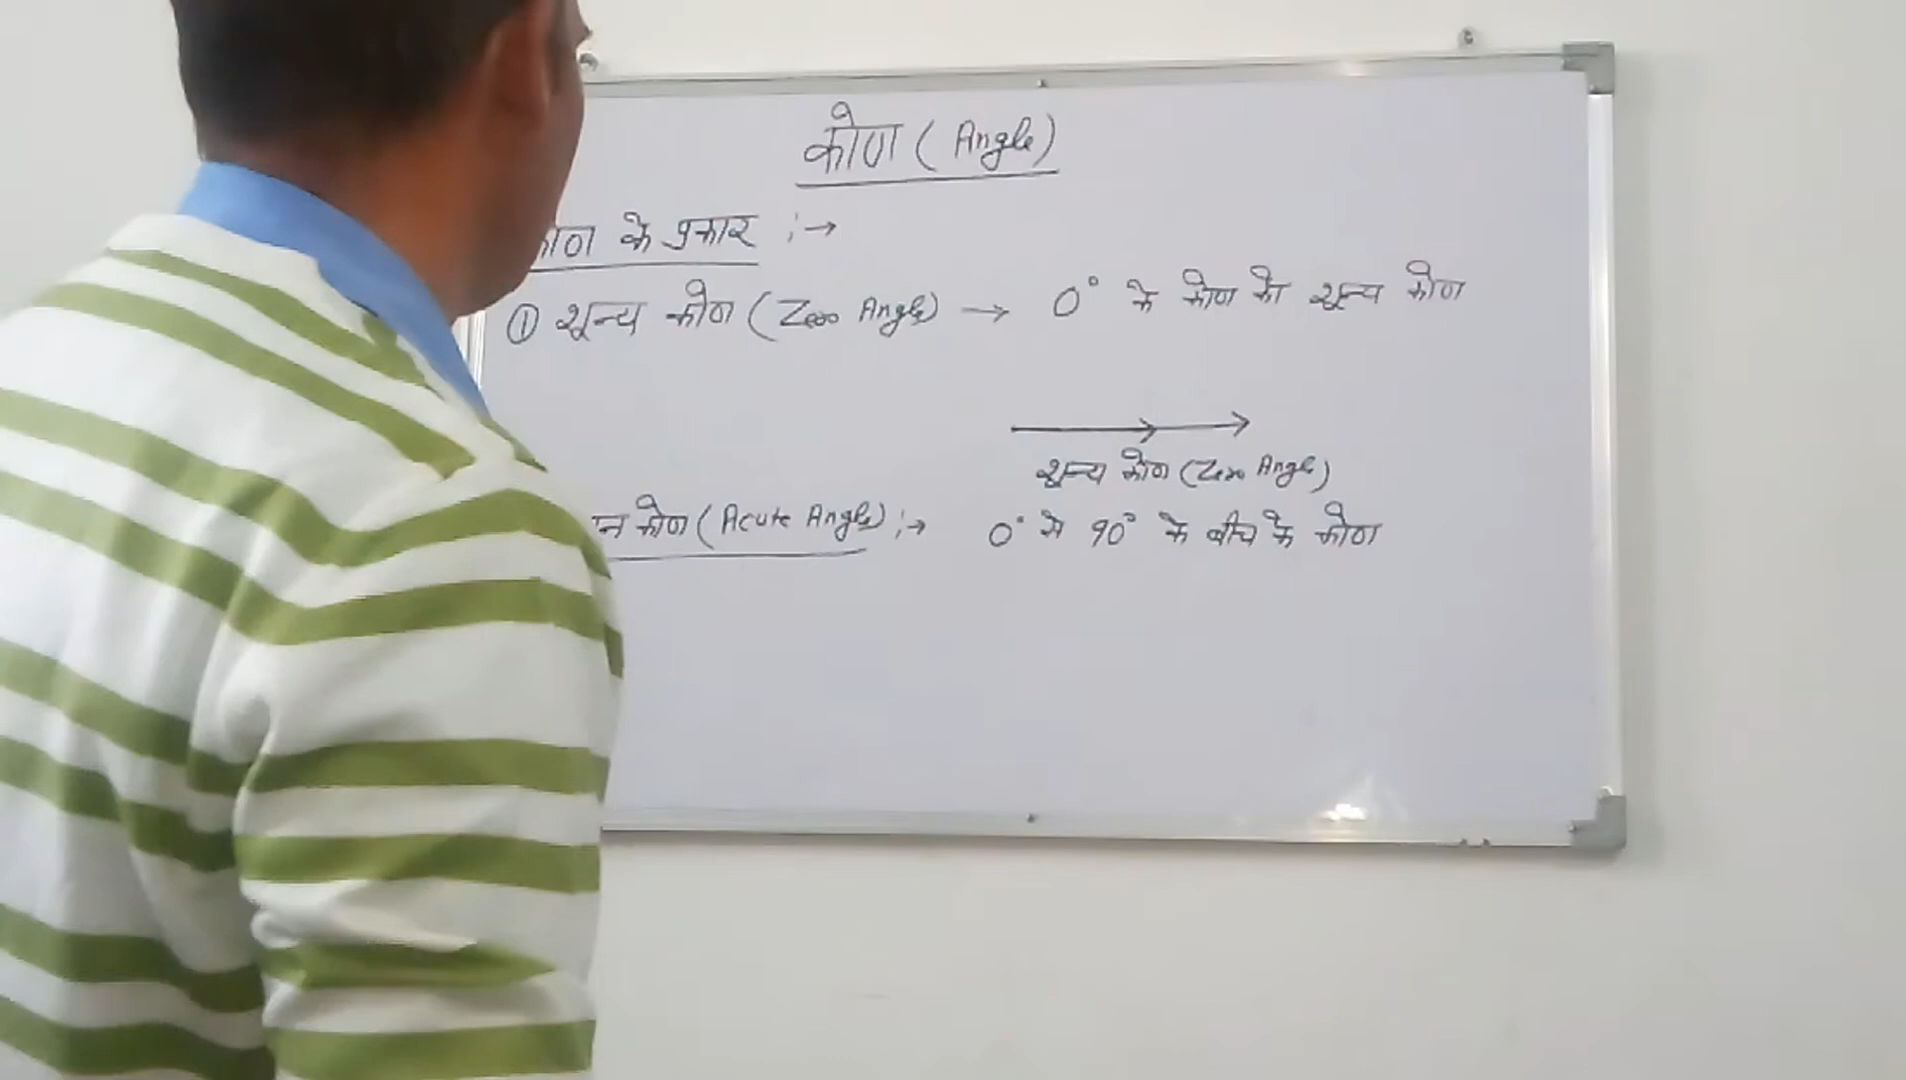 कोण (Angle)
के प्रकार :→
① शून्य कोण (Zero Angle) → 0° के कोण को शून्य कोण
शून्य कोण (Zero Angle)
कोण (Acute Angle) :→ 0° से 90° के बीच के कोण